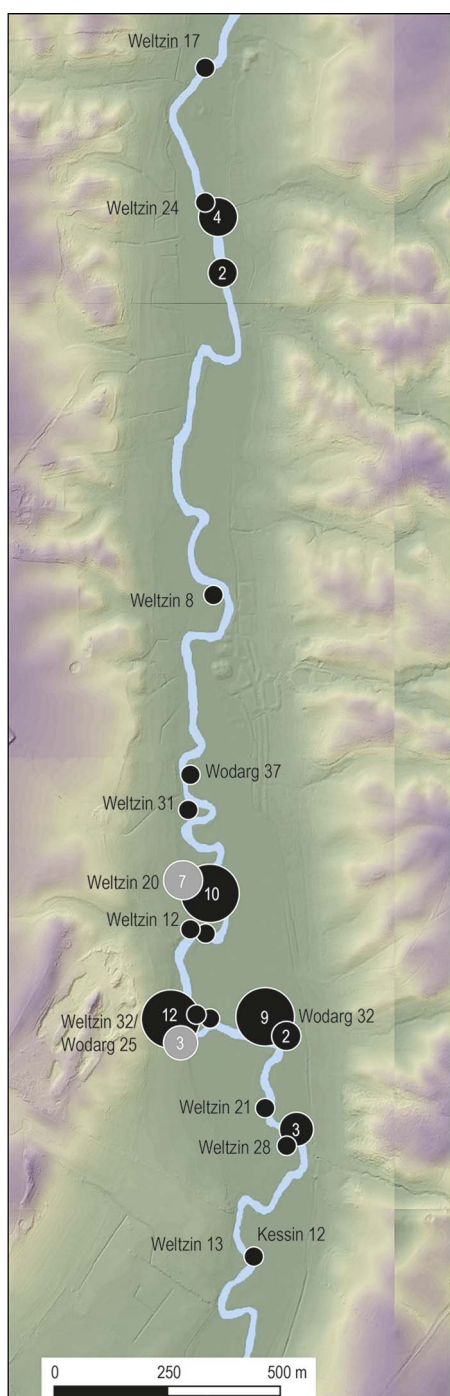 Weltzin 17
Weltzin 24
4
2
Weltzin 8
Wodarg 37
Weltzin 31
Weltzin 20
7
10
Weltzin 12
Weltzin 32/
Wodarg 25
12
3
9
Wodarg 32
2
Weltzin 21
3
Weltzin 28
Weltzin 13
Kessin 12
0 250 500 m